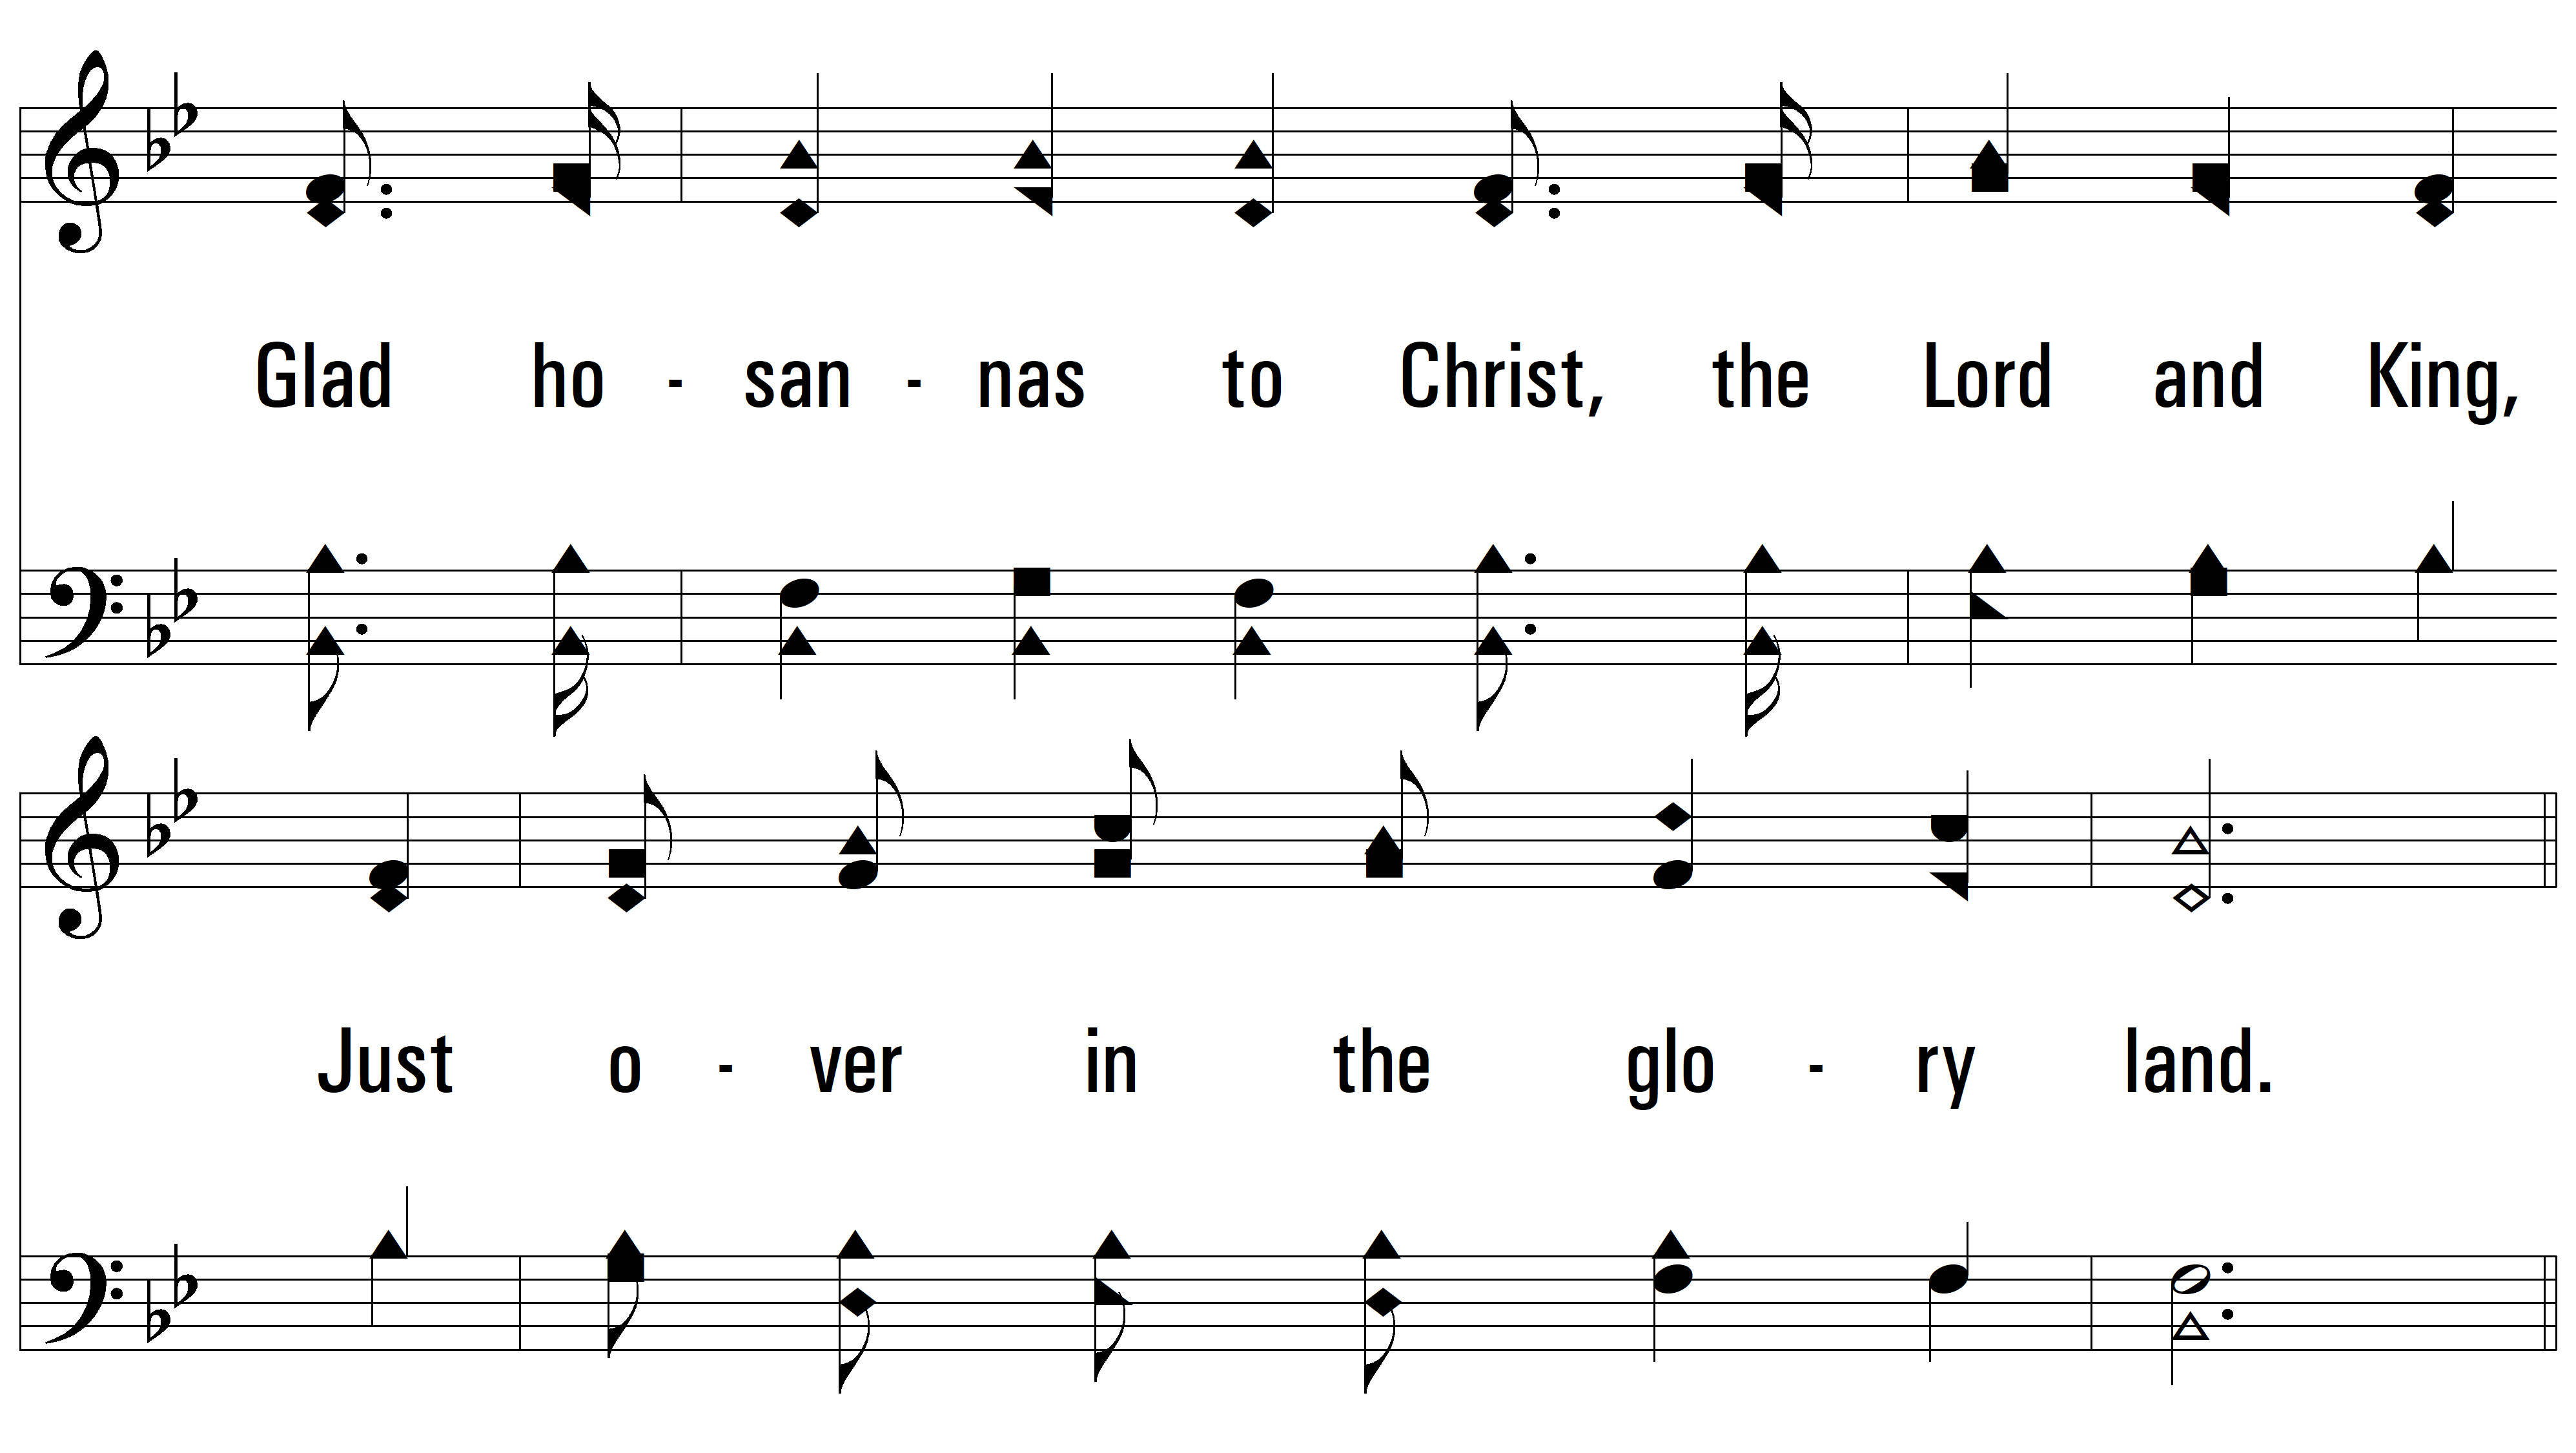 Glad ho - san - nas to Christ, the Lord and King,
Just o - ver in the glo - ry land.